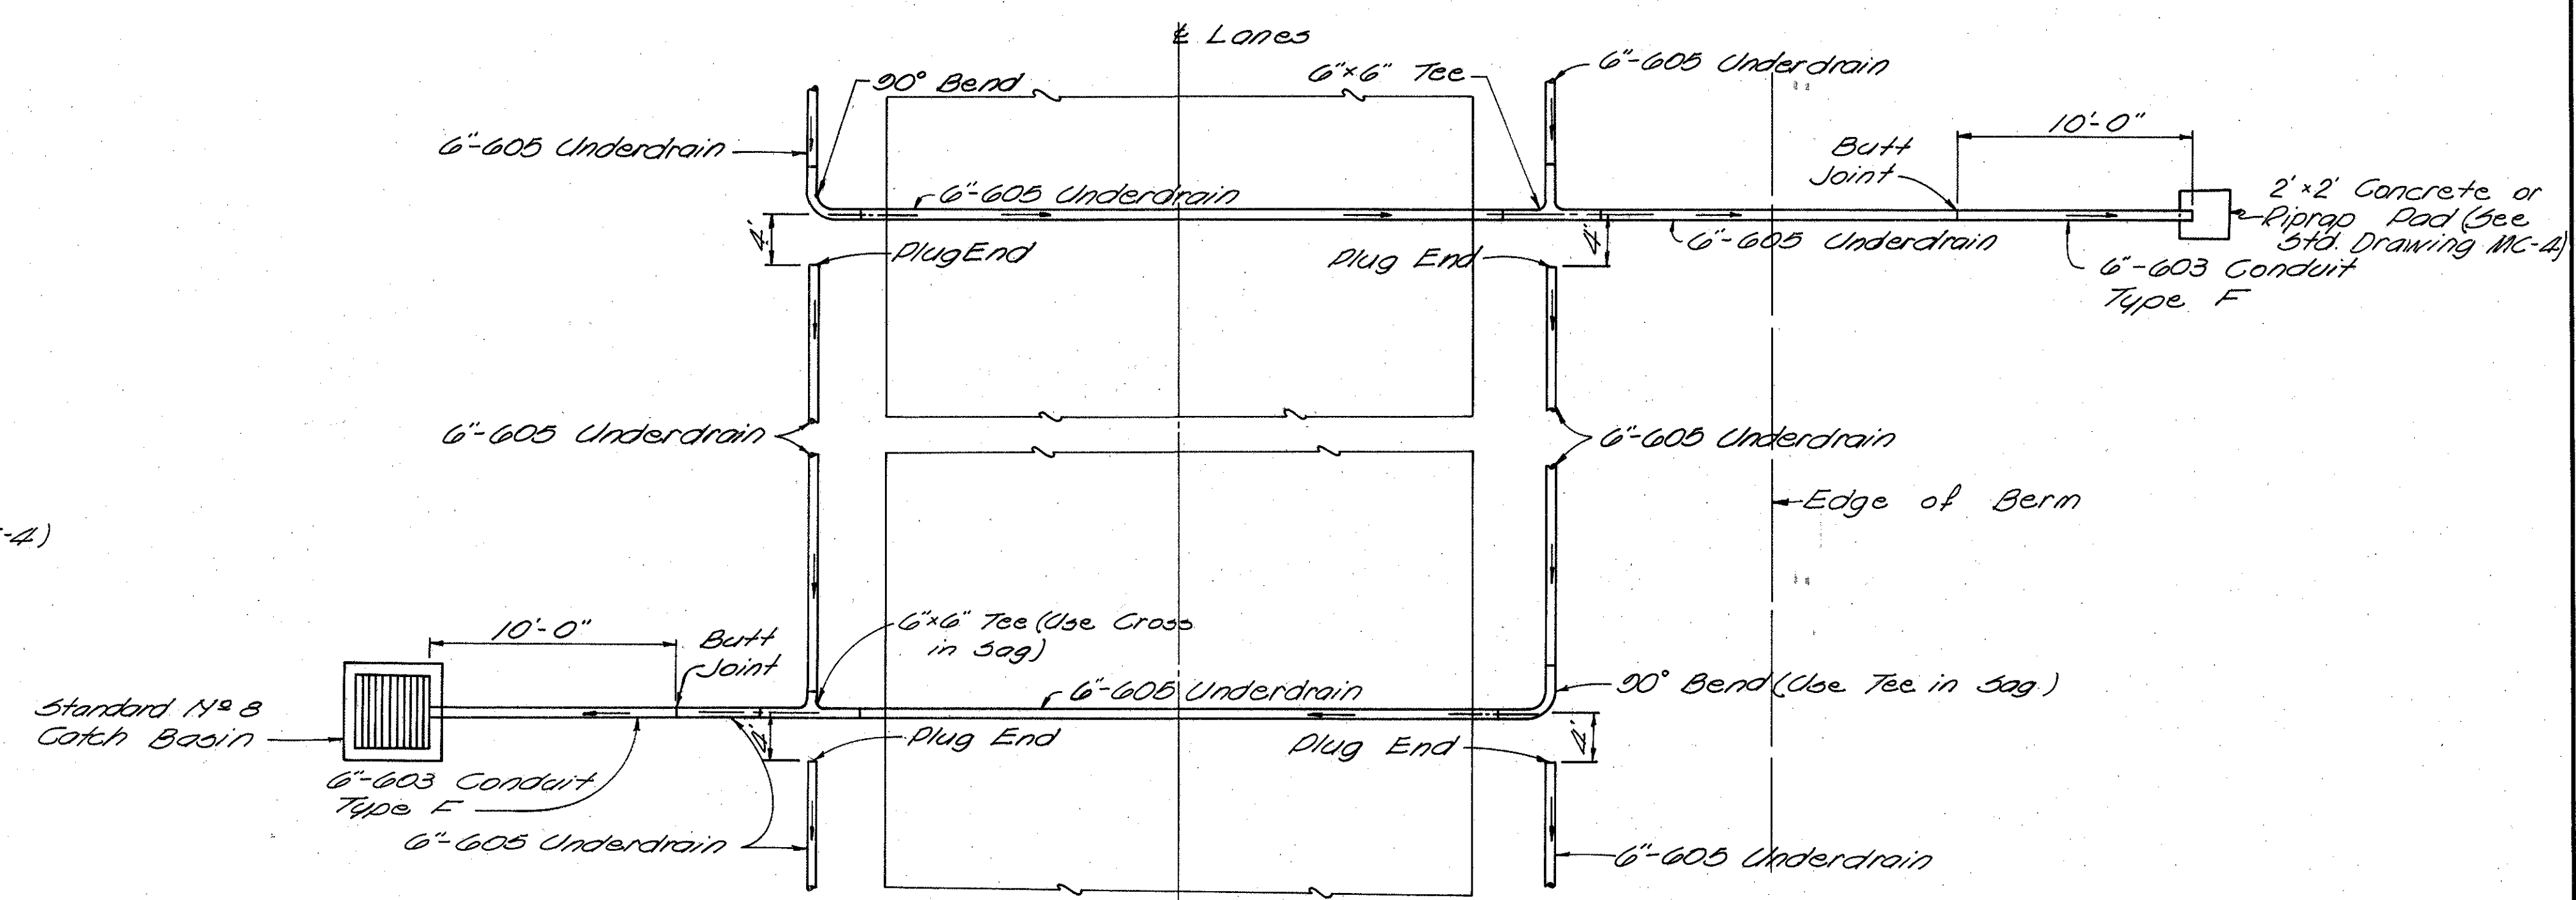 ℄ Lanes
90° Bend
6"×6" Tee
6"-605 Underdrain
6"-605 Underdrain
10'-0"
Butt
Joint
6"-605 Underdrain
2'×2' Concrete or
Riprap Pad (See
Std. Drawing MC-4)
4'
Plug End
Plug End
4'
6"-605 Underdrain
6"-603 Conduit
Type F
6"-605 Underdrain
6"-605 Underdrain
Edge of Berm
-4)
10'-0"
Butt
Joint
6"×6" Tee (Use Cross
in Sag)
6"-605 Underdrain
90° Bend (Use Tee in Sag)
Standard Nº 8
Catch Basin
4'
Plug End
Plug End
4'
6"-603 Conduit
Type F
6"-605 Underdrain
6"-605 Underdrain